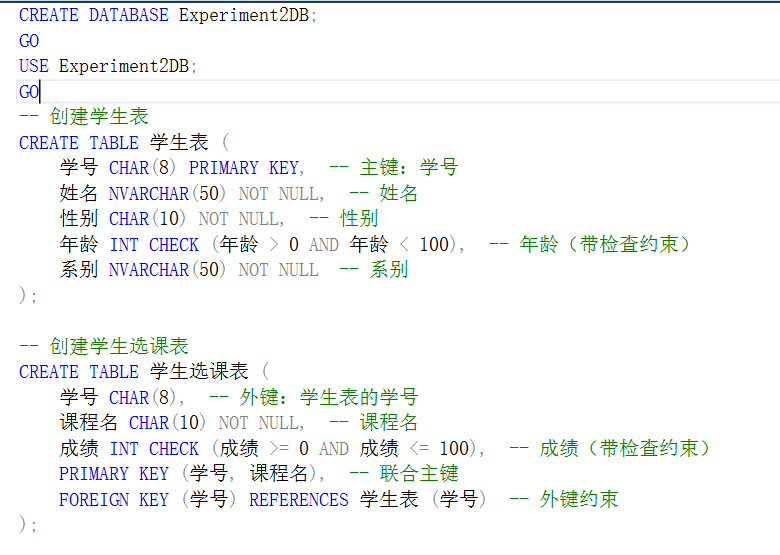 CREATE DATABASE Experiment2DB;
GO
USE Experiment2DB;
GO
-- 创建学生表
CREATE TABLE 学生表 (
    学号 CHAR(8) PRIMARY KEY,  -- 主键：学号
    姓名 NVARCHAR(50) NOT NULL,  -- 姓名
    性别 CHAR(10) NOT NULL,  -- 性别
    年龄 INT CHECK (年龄 > 0 AND 年龄 < 100),  -- 年龄（带检查约束）
    系别 NVARCHAR(50) NOT NULL  -- 系别
);
-- 创建学生选课表
CREATE TABLE 学生选课表 (
    学号 CHAR(8),  -- 外键：学生表的学号
    课程名 CHAR(10) NOT NULL,  -- 课程名
    成绩 INT CHECK (成绩 >= 0 AND 成绩 <= 100),  -- 成绩（带检查约束）
    PRIMARY KEY (学号, 课程名),  -- 联合主键
    FOREIGN KEY (学号) REFERENCES 学生表 (学号)  -- 外键约束
);